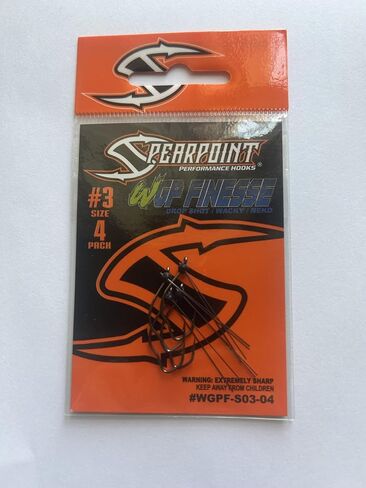 SPEARPOINT
PERFORMANCE HOOKS®
WGP FINESSE
DROP SHOT / WACKY / NEKO
#3
SIZE
4
PACK
WARNING: EXTREMELY SHARP
KEEP AWAY FROM CHILDREN
#WGPF-S03-04